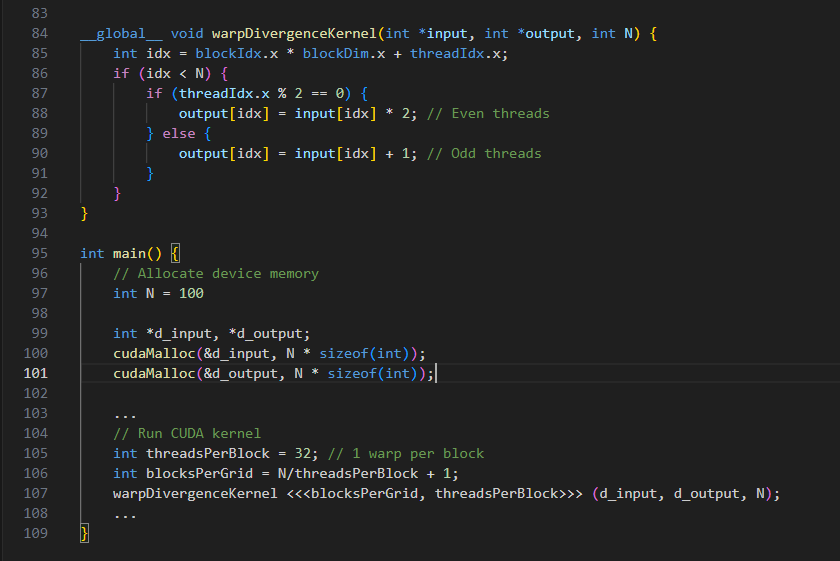 83
84 __global__ void warpDivergenceKernel(int *input, int *output, int N) {
85     int idx = blockIdx.x * blockDim.x + threadIdx.x;
86     if (idx < N) {
87         if (threadIdx.x % 2 == 0) {
88             output[idx] = input[idx] * 2; // Even threads
89         } else {
90             output[idx] = input[idx] + 1; // Odd threads
91         }
92     }
93 }
94
95 int main() {
96     // Allocate device memory
97     int N = 100
98
99     int *d_input, *d_output;
100     cudaMalloc(&d_input, N * sizeof(int));
101     cudaMalloc(&d_output, N * sizeof(int));
102
103     ...
104     // Run CUDA kernel
105     int threadsPerBlock = 32; // 1 warp per block
106     int blocksPerGrid = N/threadsPerBlock + 1;
107     warpDivergenceKernel <<<blocksPerGrid, threadsPerBlock>>> (d_input, d_output, N);
108     ...
109 }